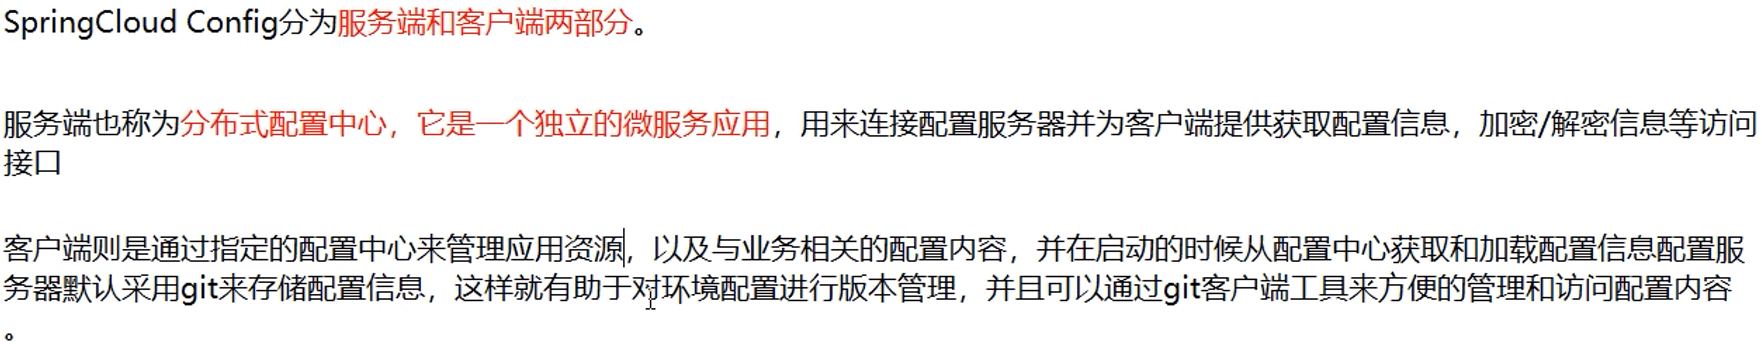 SpringCloud Config分为服务端和客户端两部分。
服务端也称为分布式配置中心，它是一个独立的微服务应用，用来连接配置服务器并为客户端提供获取配置信息，加密/解密信息等访问
接口
客户端则是通过指定的配置中心来管理应用资源，以及与业务相关的配置内容，并在启动的时候从配置中心获取和加载配置信息配置服
务器默认采用git来存储配置信息，这样就有助于对环境配置进行版本管理，并且可以通过git客户端工具来方便的管理和访问配置内容
。